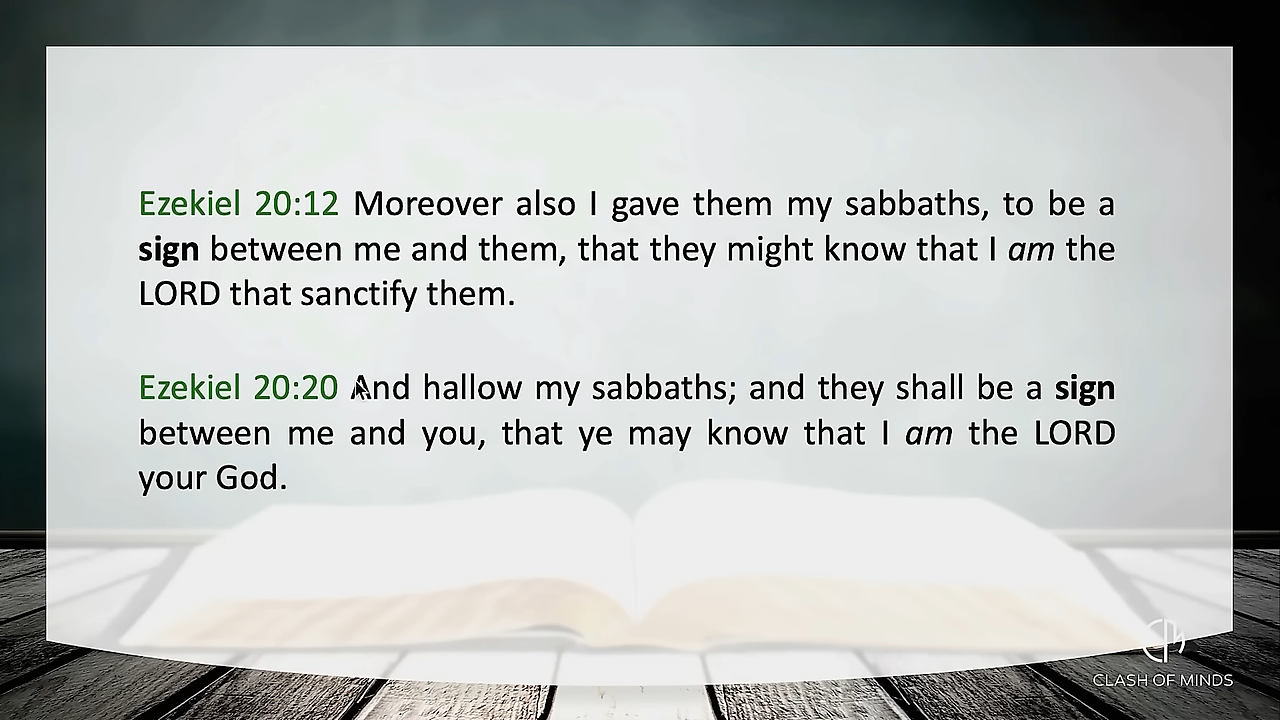 Ezekiel 20:12 Moreover also I gave them my sabbaths, to be a
sign between me and them, that they might know that I am the
LORD that sanctify them.
Ezekiel 20:20 And hallow my sabbaths; and they shall be a sign
between me and you, that ye may know that I am the LORD
your God.
CLASH OF MINDS